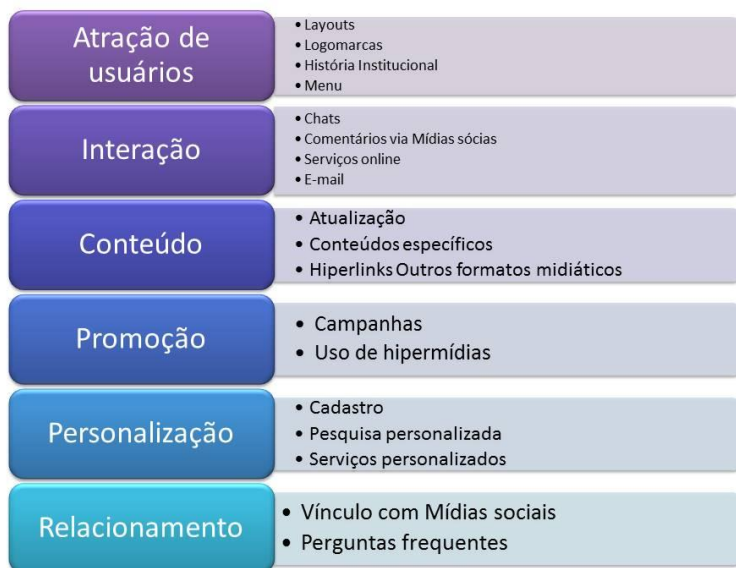 Atração de
usuários
• Layouts
• Logomarcas
• História Institucional
• Menu
Interação
• Chats
• Comentários via Mídias sócias
• Serviços online
• E-mail
Conteúdo
• Atualização
• Conteúdos específicos
• Hiperlinks Outros formatos midiáticos
Promoção
• Campanhas
• Uso de hipermídias
Personalização
• Cadastro
• Pesquisa personalizada
• Serviços personalizados
Relacionamento
• Vínculo com Mídias sociais
• Perguntas frequentes